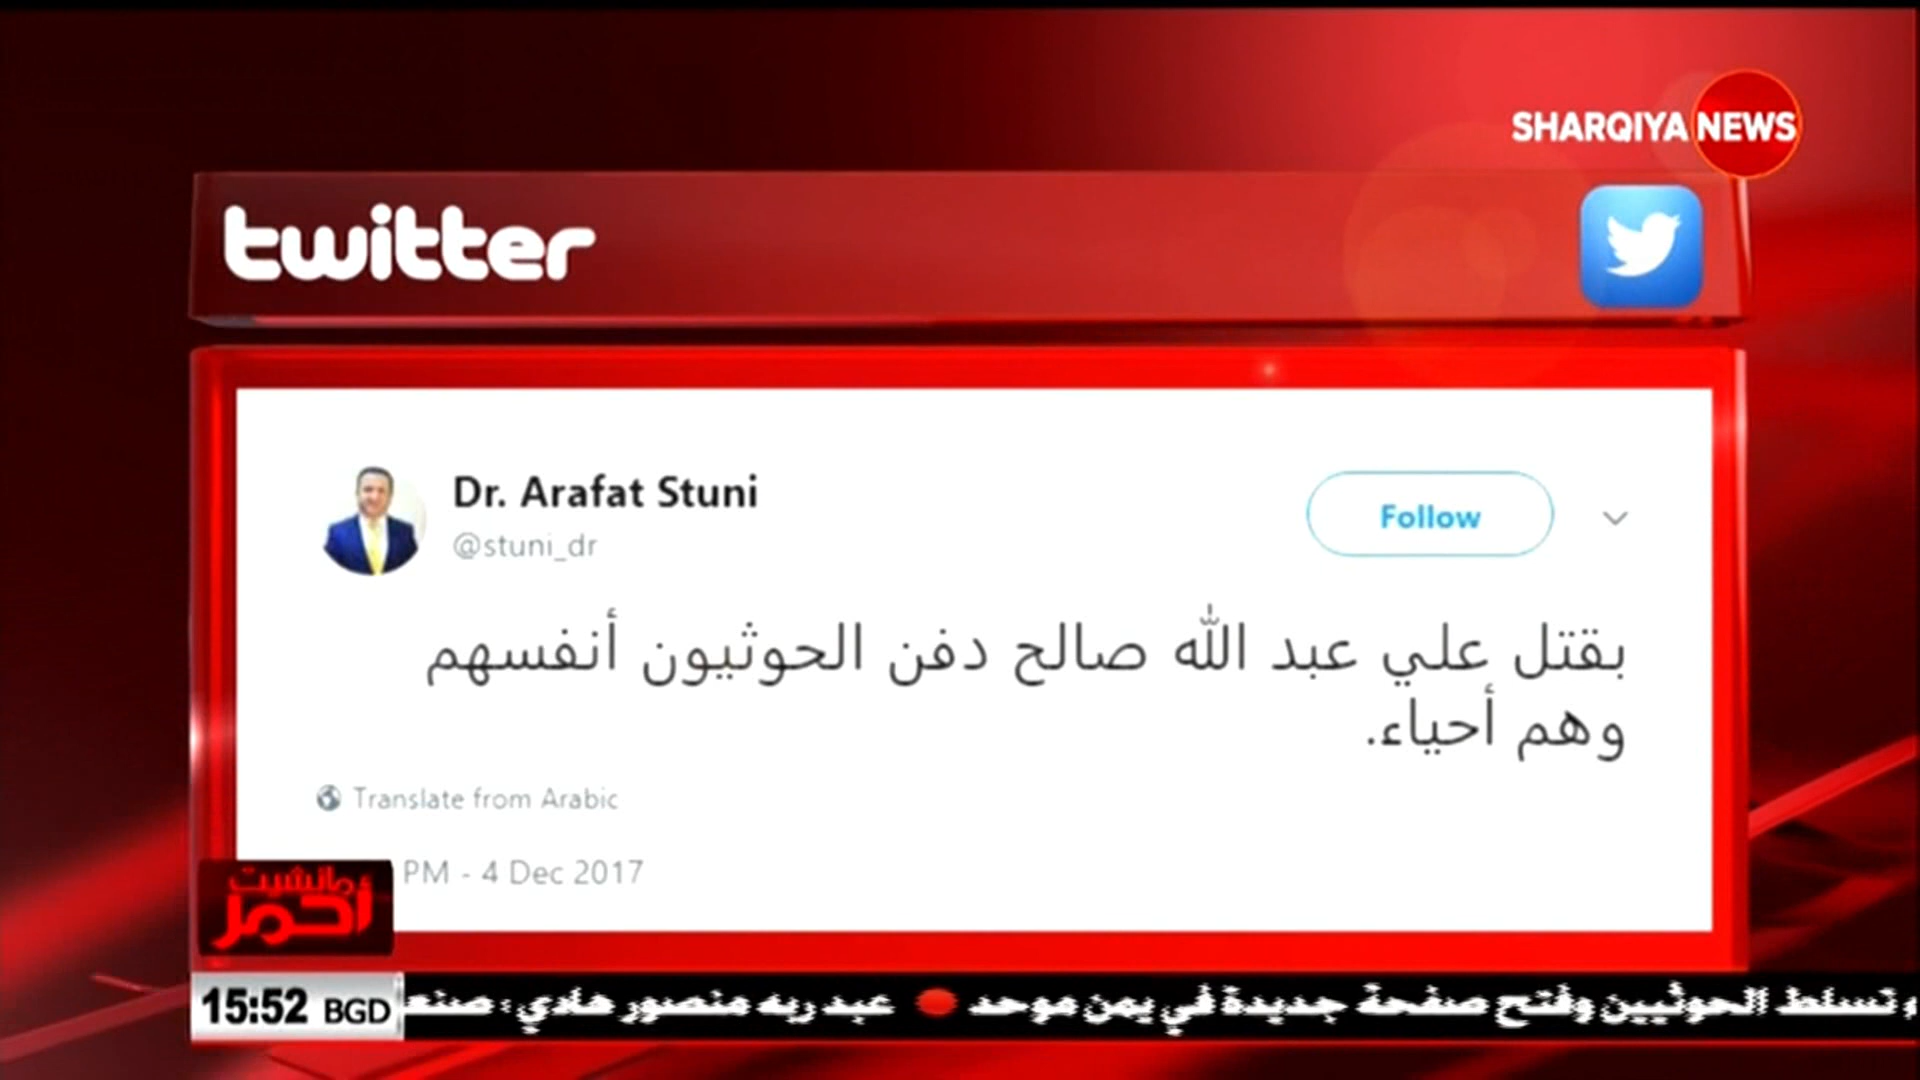 SHARQIYA NEWS
twitter
Dr. Arafat Stuni
@stuni_dr
Follow
بقتل علي عبد الله صالح دفن الحوثيون أنفسهم
وهم أحياء.
Translate from Arabic
PM - 4 Dec 2017
مانشيت
أحمر
15:52 BGD
تسلط الحوثيين وفتح صفحة جديدة في يمن موحد عبد ربه منصور هادي: